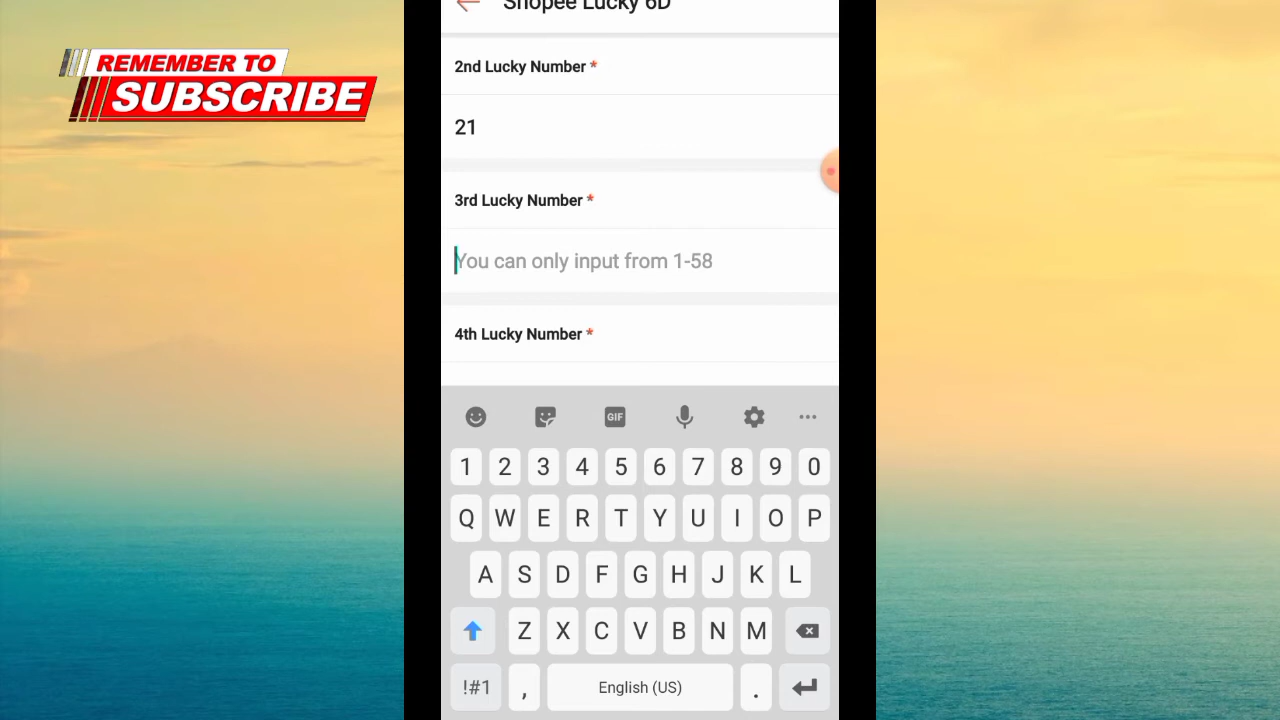 Shopee Lucky 6D
REMEMBER TO
SUBSCRIBE
2nd Lucky Number *
21
3rd Lucky Number *
You can only input from 1-58
4th Lucky Number *
GIF
1 2 3 4 5 6 7 8 9 0
Q W E R T Y U I O P
A S D F G H J K L
Z X C V B N M
!#1 , English (US) .